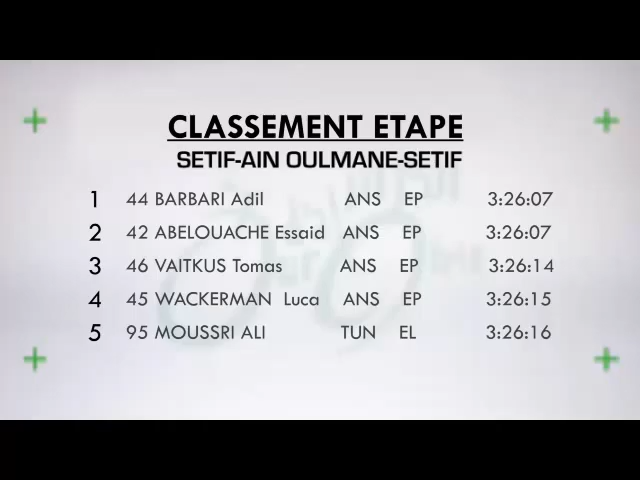 CLASSEMENT ETAPE
SETIF-AIN OULMANE-SETIF
1 44 BARBARI Adil ANS EP 3:26:07
2 42 ABELOUACHE Essaid ANS EP 3:26:07
3 46 VAITKUS Tomas ANS EP 3:26:14
4 45 WACKERMAN Luca ANS EP 3:26:15
5 95 MOUSSRI ALI TUN EL 3:26:16